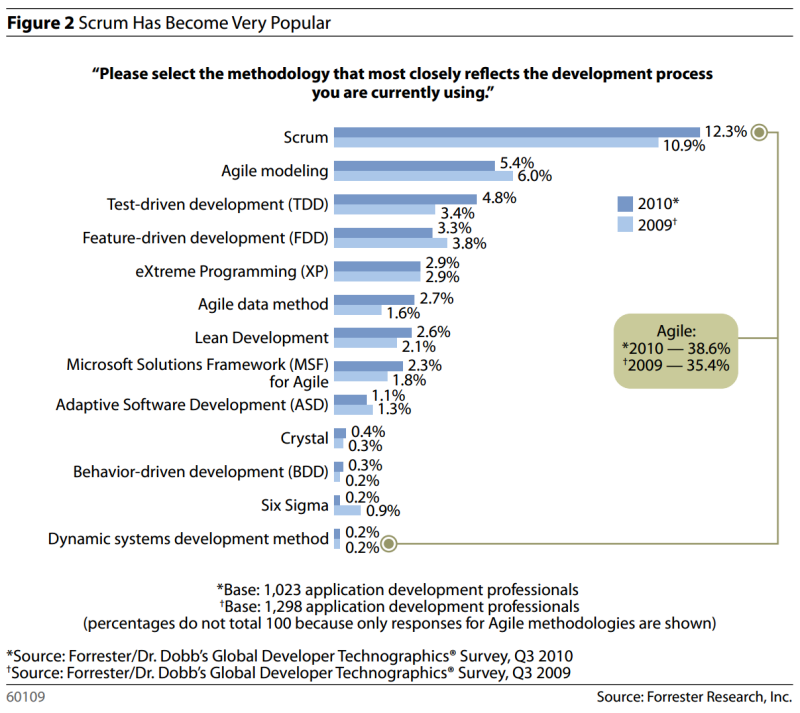 Figure 2 Scrum Has Become Very Popular
“Please select the methodology that most closely reflects the development process
you are currently using.”
Scrum
12.3%
10.9%
Agile modeling
5.4%
6.0%
Test-driven development (TDD)
4.8%
3.4%
Feature-driven development (FDD)
3.3%
3.8%
eXtreme Programming (XP)
2.9%
2.9%
Agile data method
2.7%
1.6%
Lean Development
2.6%
2.1%
Microsoft Solutions Framework (MSF)
for Agile
2.3%
1.8%
Adaptive Software Development (ASD)
1.1%
1.3%
Crystal
0.4%
0.3%
Behavior-driven development (BDD)
0.3%
0.2%
Six Sigma
0.2%
0.9%
Dynamic systems development method
0.2%
0.2%
2010*
2009†
Agile:
*2010 — 38.6%
†2009 — 35.4%
*Base: 1,023 application development professionals
†Base: 1,298 application development professionals
(percentages do not total 100 because only responses for Agile methodologies are shown)
*Source: Forrester/Dr. Dobb’s Global Developer Technographics® Survey, Q3 2010
†Source: Forrester/Dr. Dobb’s Global Developer Technographics® Survey, Q3 2009
60109
Source: Forrester Research, Inc.